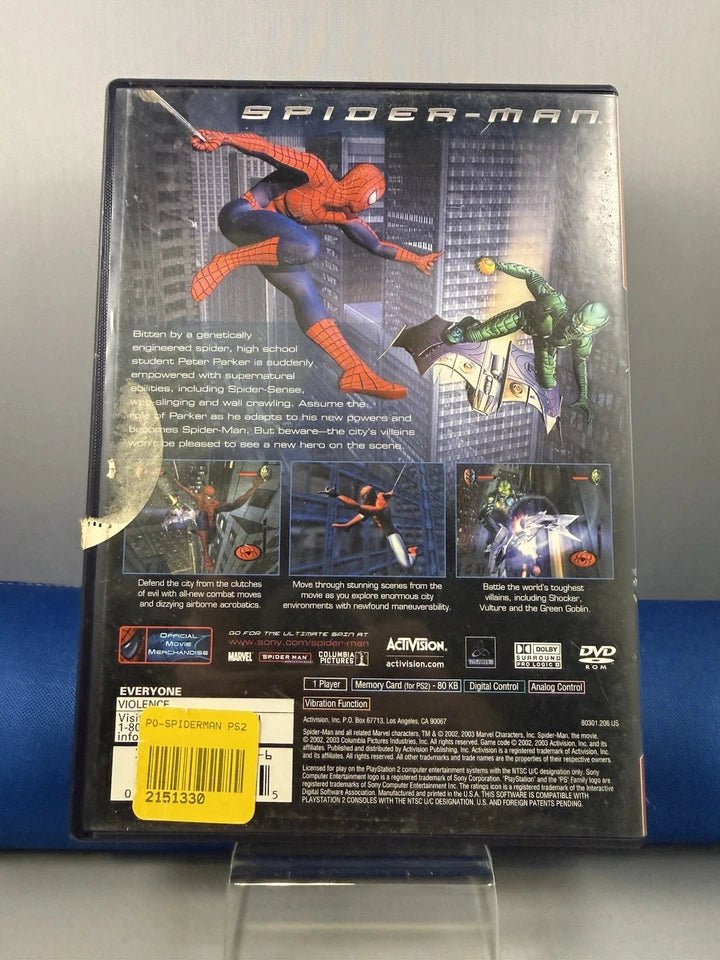 SPIDER-MAN
Bitten by a genetically
engineered spider, high school
student Peter Parker is suddenly
empowered with supernatural
abilities, including Spider-Sense,
web-slinging and wall crawling. Assume the
role of Parker as he adapts to his new powers and
becomes Spider-Man. But beware—the city's villains
won't be pleased to see a new hero on the scene.
Defend the city from the clutches
of evil with all-new combat moves
and dizzying airborne acrobatics.
Move through stunning scenes from the
movie as you explore enormous city
environments with newfound maneuverability.
Battle the world's toughest
villains, including Shocker,
Vulture and the Green Goblin.
OFFICIAL
MOVIE
MERCHANDISE
GO FOR THE ULTIMATE SPIN AT
www.sony.com/spider-man
MARVEL
SPIDER-MAN
COLUMBIA
PICTURES
ACTIVISION.
activision.com
DOLBY
SURROUND
PRO LOGIC II
DVD
ROM
1 Player
Memory Card (for PS2) - 80 KB
Digital Control
Analog Control
Vibration Function
EVERYONE
VIOLENCE
Visi
1-80
info
PO-SPIDERMAN PS2
2151330
-6
0
5
Activision, Inc. P.O. Box 67713, Los Angeles, CA 90067
80301.206.US
Spider-Man and all related Marvel characters, TM & © 2002, 2003 Marvel Characters, Inc. Spider-Man, the movie,
© 2002, 2003 Columbia Pictures Industries, Inc. All rights reserved. Game code © 2002, 2003 Activision, Inc. and its
affiliates. Published and distributed by Activision Publishing, Inc. Activision is a registered trademark of Activision, Inc.
and its affiliates. All rights reserved. All other trademarks and trade names are the properties of their respective owners.
Licensed for play on the PlayStation 2 computer entertainment systems with the NTSC U/C designation only. Sony
Computer Entertainment logo is a registered trademark of Sony Corporation. "PlayStation" and the "PS" Family logo are
registered trademarks of Sony Computer Entertainment Inc. The ratings icon is a registered trademark of the Interactive
Digital Software Association. Manufactured and printed in the U.S.A. THIS SOFTWARE IS COMPATIBLE WITH
PLAYSTATION 2 CONSOLES WITH THE NTSC U/C DESIGNATION. U.S. AND FOREIGN PATENTS PENDING.